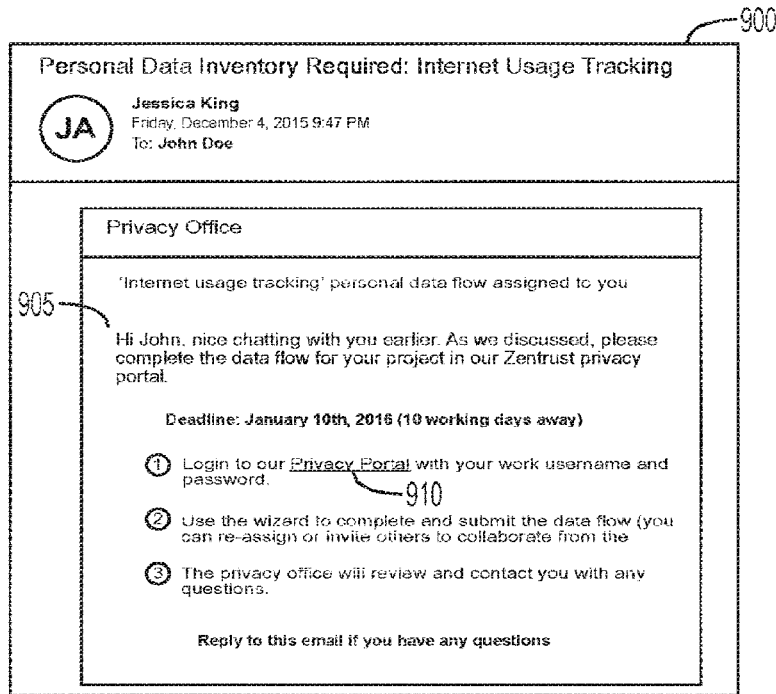 900
Personal Data Inventory Required: Internet Usage Tracking
JA
Jessica King
Friday, December 4, 2015 9:47 PM
To: John Doe
Privacy Office
'Internet usage tracking' personal data flow assigned to you
905
Hi John, nice chatting with you earlier. As we discussed, please
complete the data flow for your project in our Zentrust privacy
portal.
Deadline: January 10th, 2016 (10 working days away)
1 Login to our Privacy Portal with your work username and
password.
910
2 Use the wizard to complete and submit the data flow (you
can re-assign or invite others to collaborate from the
3 The privacy office will review and contact you with any
questions.
Reply to this email if you have any questions